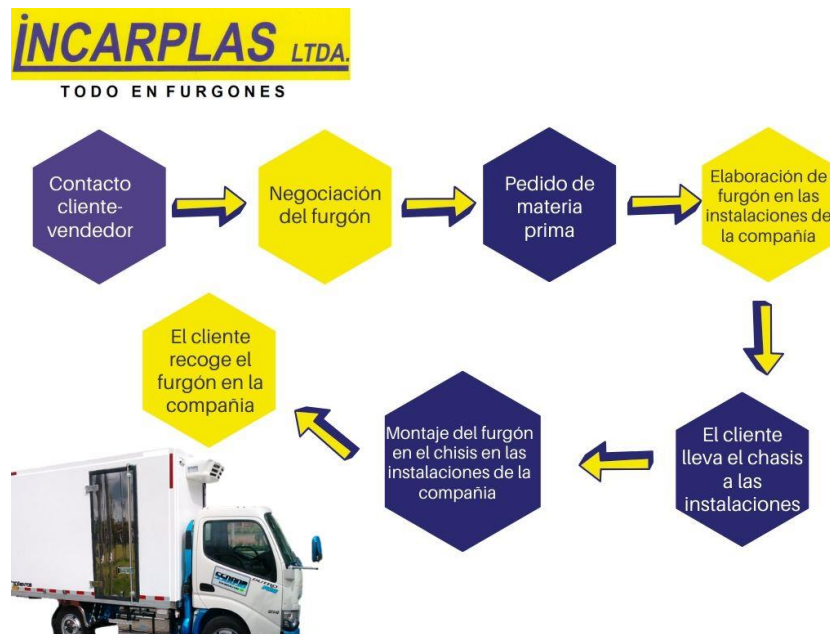 INCARPLAS LTDA.
TODO EN FURGONES
Contacto
cliente-
vendedor
Negociación
del furgón
Pedido de
materia
prima
Elaboración de
furgón en las
instalaciones de
la compañía
El cliente
lleva el chasis
a las
instalaciones
Montaje del furgón
en el chisis en las
instalaciones de la
compañia
El cliente
recoge el
furgón en la
compañia
DUTRO